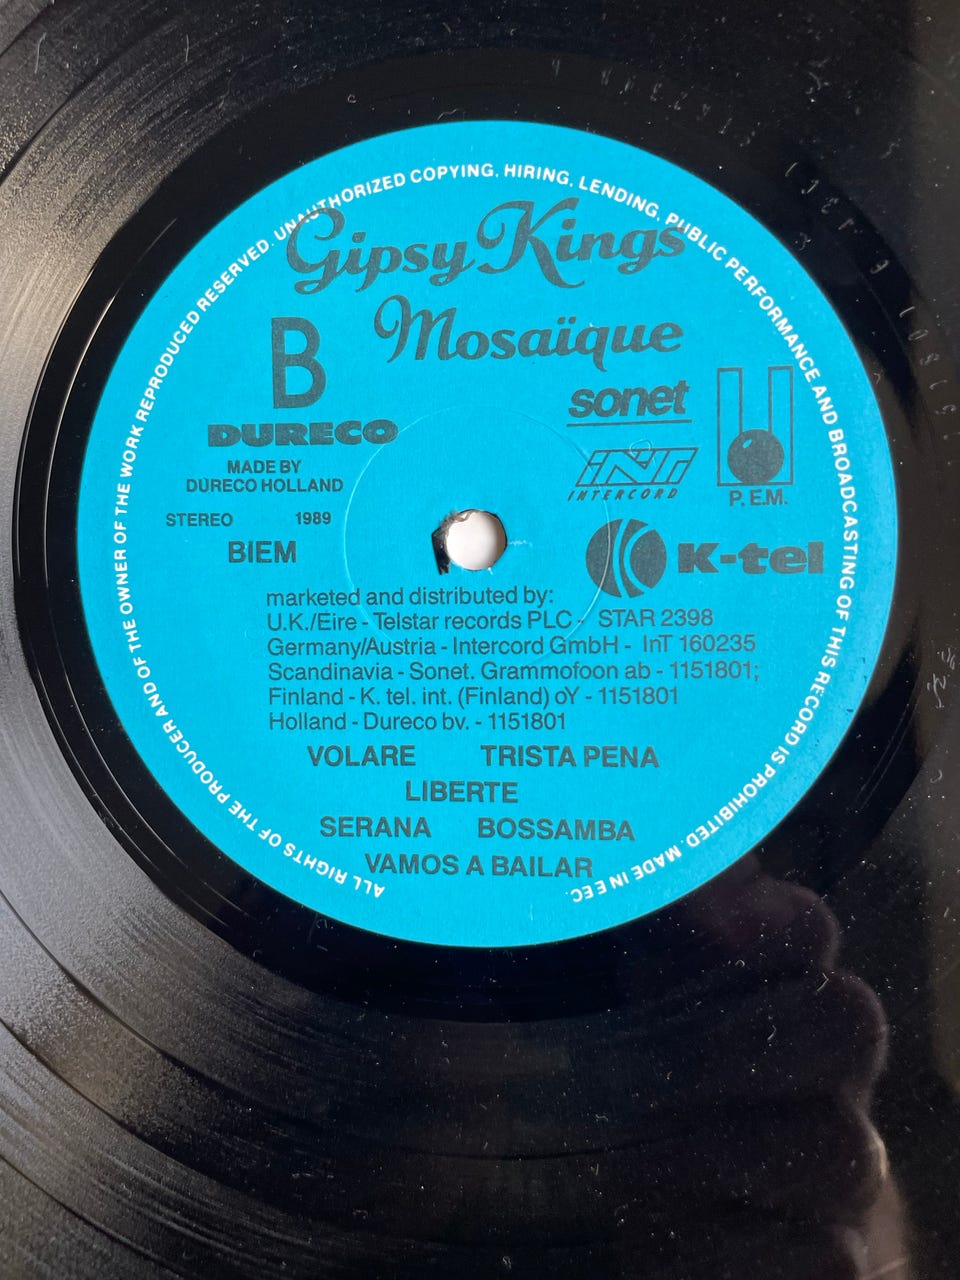 ALL RIGHTS OF THE PRODUCER AND OF THE OWNER OF THE WORK REPRODUCED RESERVED. UNAUTHORIZED COPYING, HIRING, LENDING, PUBLIC PERFORMANCE AND BROADCASTING OF THIS RECORD IS PROHIBITED. MADE IN EEC.
Gipsy Kings
Mosaïque
B
sonet
DURECO
MADE BY
DURECO HOLLAND
INT
INTERCORD
P.E.M.
STEREO 1989
BIEM
K-tel
marketed and distributed by:
U.K./Eire - Telstar records PLC - STAR 2398
Germany/Austria - Intercord GmbH - InT 160235
Scandinavia - Sonet. Grammofoon ab - 1151801;
Finland - K. tel. int. (Finland) oY - 1151801
Holland - Dureco bv. - 1151801
VOLARE TRISTA PENA
LIBERTE
SERANA BOSSAMBA
VAMOS A BAILAR